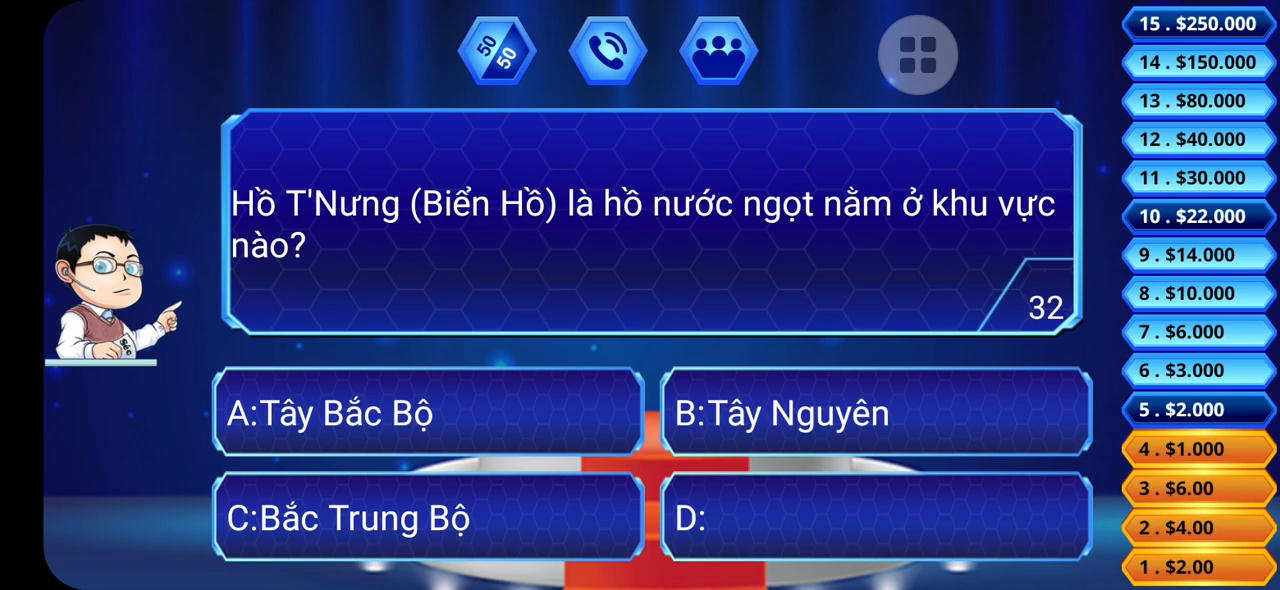 50
50
Hồ T'Nưng (Biển Hồ) là hồ nước ngọt nằm ở khu vực
nào?
32
A:Tây Bắc Bộ
B:Tây Nguyên
C:Bắc Trung Bộ
D:
15 . $250.000
14 . $150.000
13 . $80.000
12 . $40.000
11 . $30.000
10 . $22.000
9 . $14.000
8 . $10.000
7 . $6.000
6 . $3.000
5 . $2.000
4 . $1.000
3 . $6.00
2 . $4.00
1 . $2.00